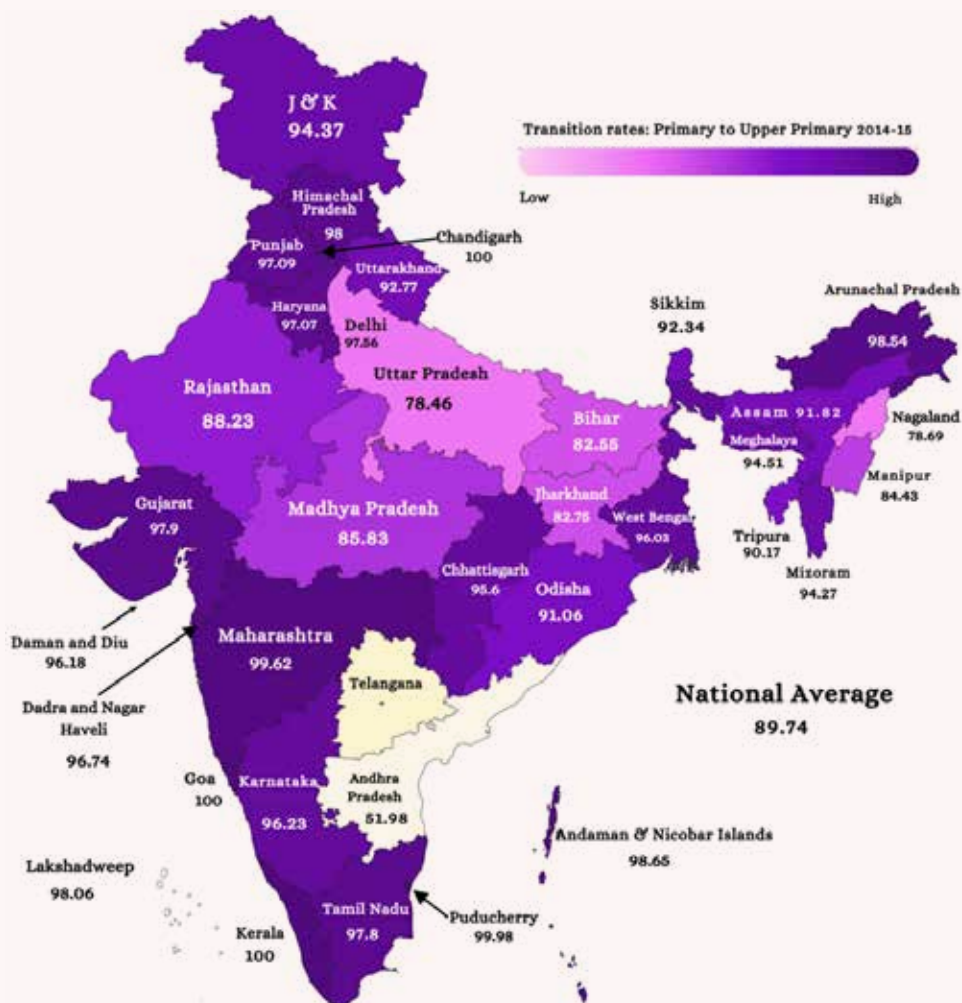 J & K
94.37
Transition rates: Primary to Upper Primary 2014-15
Low
High
Himachal
Pradesh
98
Punjab
97.09
Chandigarh
100
Uttarakhand
92.77
Haryana
97.07
Delhi
97.56
Uttar Pradesh
78.46
Sikkim
92.34
Arunachal Pradesh
98.54
Rajasthan
88.23
Bihar
82.55
Assam 91.82
Nagaland
78.69
Meghalaya
94.51
Manipur
84.43
Gujarat
97.9
Madhya Pradesh
85.83
Jharkhand
82.75
West Bengal
96.03
Tripura
90.17
Mizoram
94.27
Chhattisgarh
95.6
Odisha
91.06
Daman and Diu
96.18
Maharashtra
99.62
Telangana
-
Dadra and Nagar
Haveli
96.74
National Average
89.74
Goa
100
Karnataka
96.23
Andhra
Pradesh
51.98
Andaman & Nicobar Islands
98.65
Lakshadweep
98.06
Kerala
100
Tamil Nadu
97.8
Puducherry
99.98